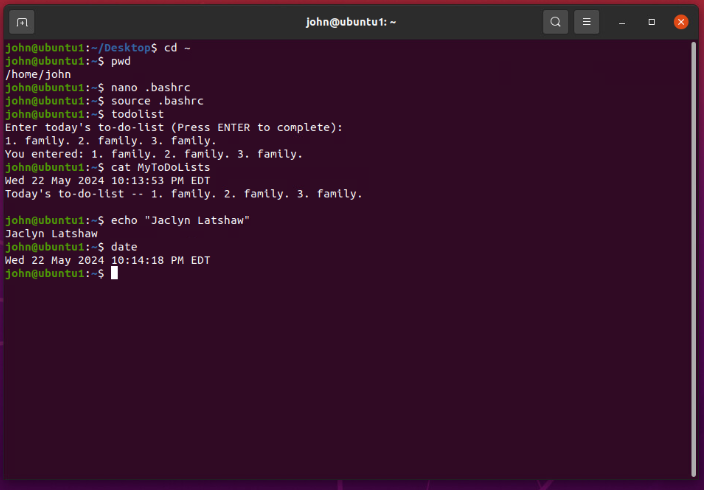 john@ubuntu1: ~
john@ubuntu1:~/Desktop$ cd ~
john@ubuntu1:~$ pwd
/home/john
john@ubuntu1:~$ nano .bashrc
john@ubuntu1:~$ source .bashrc
john@ubuntu1:~$ todolist
Enter today's to-do-list (Press ENTER to complete):
1. family. 2. family. 3. family.
You entered: 1. family. 2. family. 3. family.
john@ubuntu1:~$ cat MyToDoLists
Wed 22 May 2024 10:13:53 PM EDT
Today's to-do-list -- 1. family. 2. family. 3. family.
john@ubuntu1:~$ echo "Jaclyn Latshaw"
Jaclyn Latshaw
john@ubuntu1:~$ date
Wed 22 May 2024 10:14:18 PM EDT
john@ubuntu1:~$